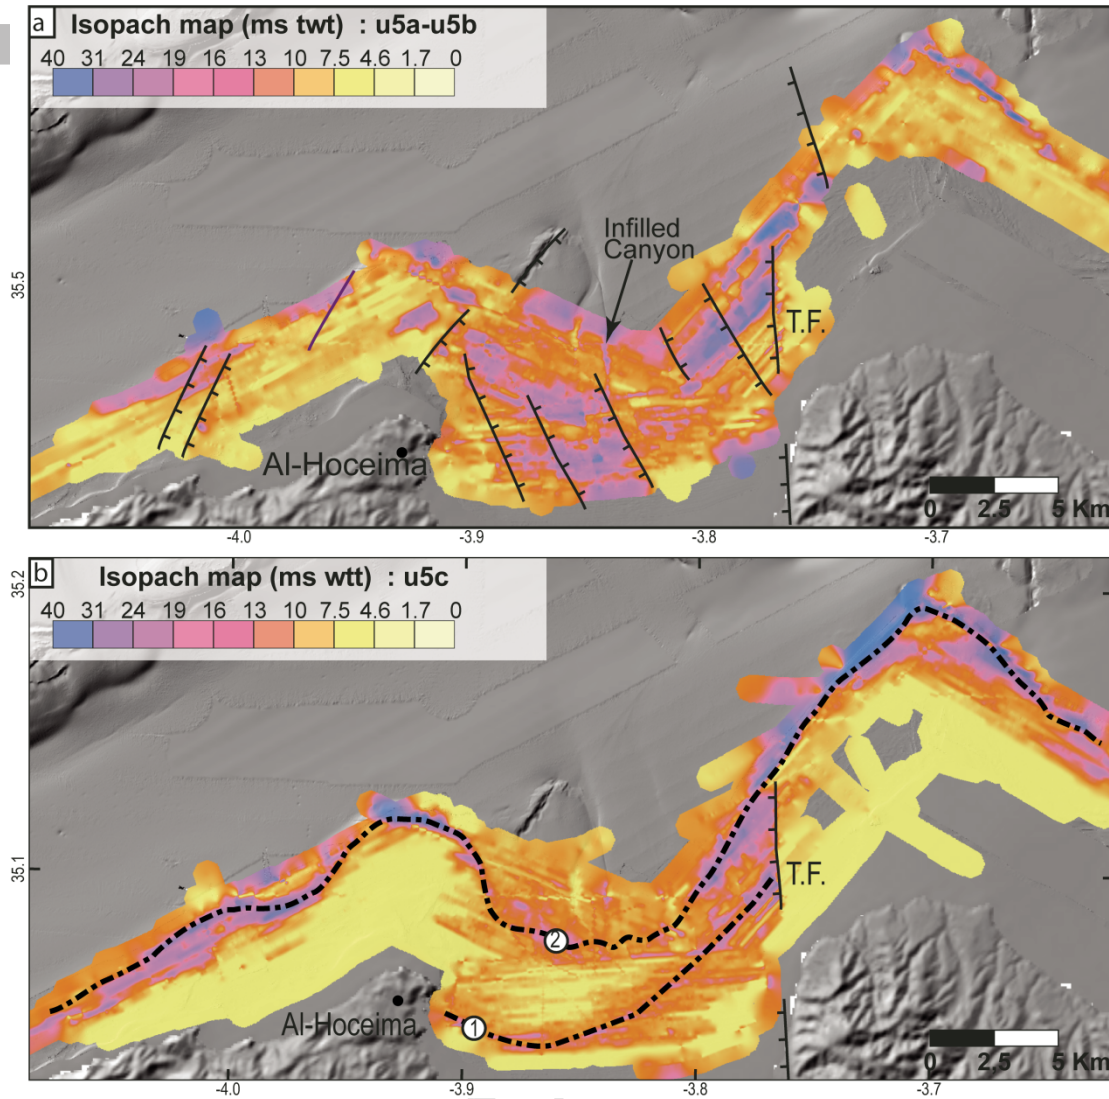 a
Isopach map (ms twt) : u5a-u5b
40 31 24 19 16 13 10 7.5 4.6 1.7 0
Infilled
Canyon
35.5
T.F.
Al-Hoceima
0 2.5 5 Km
-4.0 -3.9 -3.8 -3.7
b
Isopach map (ms wtt) : u5c
35.2
40 31 24 19 16 13 10 7.5 4.6 1.7 0
35.1
T.F.
2
1
Al-Hoceima
0 2.5 5 Km
-4.0 -3.9 -3.8 -3.7